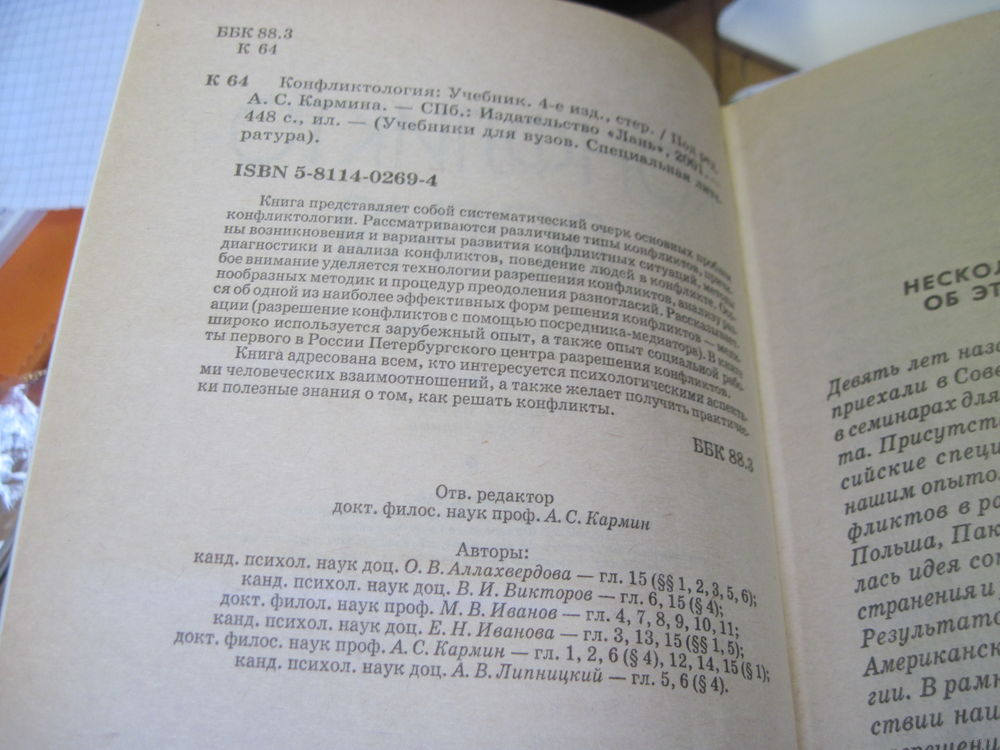 ББК 88.3
К 64
К 64 Конфликтология: Учебник. 4-е изд., стер. / Под ред.
А. С. Кармина. — СПб.: Издательство «Лань», 2001. —
448 с., ил. — (Учебники для вузов. Специальная лите-
ратура).
ISBN 5-8114-0269-4
Книга представляет собой систематический очерк основных проблем
конфликтологии. Рассматриваются различные типы конфликтов, причи-
ны возникновения и варианты развития конфликтных ситуаций, методы
диагностики и анализа конфликтов, поведение людей в конфликте. Осо-
бое внимание уделяется технологии разрешения конфликтов, анализу раз-
нообразных методик и процедур преодоления разногласий. Рассказывает-
ся об одной из наиболее эффективных форм решения конфликтов — меди-
ации (разрешение конфликтов с помощью посредника-медиатора). В книге
широко используется зарубежный опыт, а также опыт социальной рабо-
ты первого в России Петербургского центра разрешения конфликтов.
Книга адресована всем, кто интересуется психологическими аспекта-
ми человеческих взаимоотношений, а также желает получить практичес-
ки полезные знания о том, как решать конфликты.
ББК 88.3
Отв. редактор
докт. филос. наук проф. А. С. Кармин
Авторы:
канд. психол. наук доц. О. В. Аллахвердова — гл. 15 (§§ 1, 2, 3, 5, 6);
канд. психол. наук доц. В. И. Викторов — гл. 6, 15 (§ 4);
докт. филол. наук проф. М. В. Иванов — гл. 4, 7, 8, 9, 10, 11;
канд. психол. наук доц. Е. Н. Иванова — гл. 3, 13, 15 (§§ 1, 5);
докт. филос. наук проф. А. С. Кармин — гл. 1, 2, 6 (§ 4), 12, 14, 15 (§ 1);
канд. психол. наук доц. А. В. Липницкий — гл. 5, 6 (§ 4).
НЕСКОЛ
ОБ ЭТ
Девять лет наза
приехали в Сове
в семинарах для
та. Присутст
сийские специ
нашим опыто
фликтов в ра
Польша, Пак
лась идея со
странения и
Результато
Американск
гии. В рамк
ствии наш